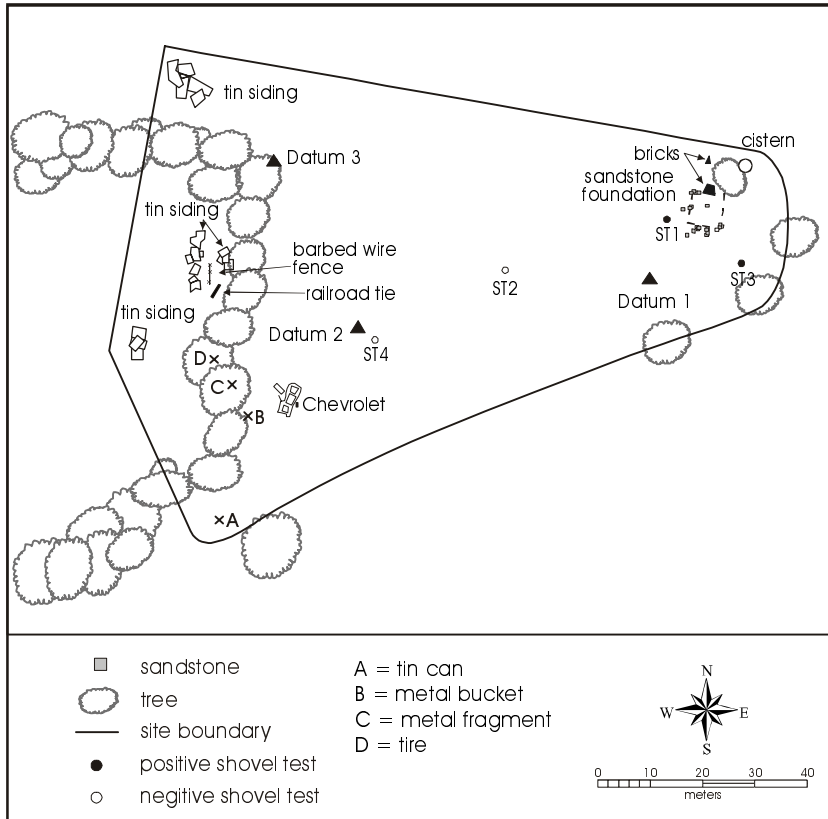 tin siding
cistern
bricks
Datum 3
sandstone
foundation
tin siding
ST1
barbed wire
fence
ST3
ST2
railroad tie
Datum 1
tin siding
Datum 2
ST4
D
C
Chevrolet
B
A
sandstone
tree
site boundary
positive shovel test
negitive shovel test
A = tin can
B = metal bucket
C = metal fragment
D = tire
N
W E
S
0 10 20 30 40
meters